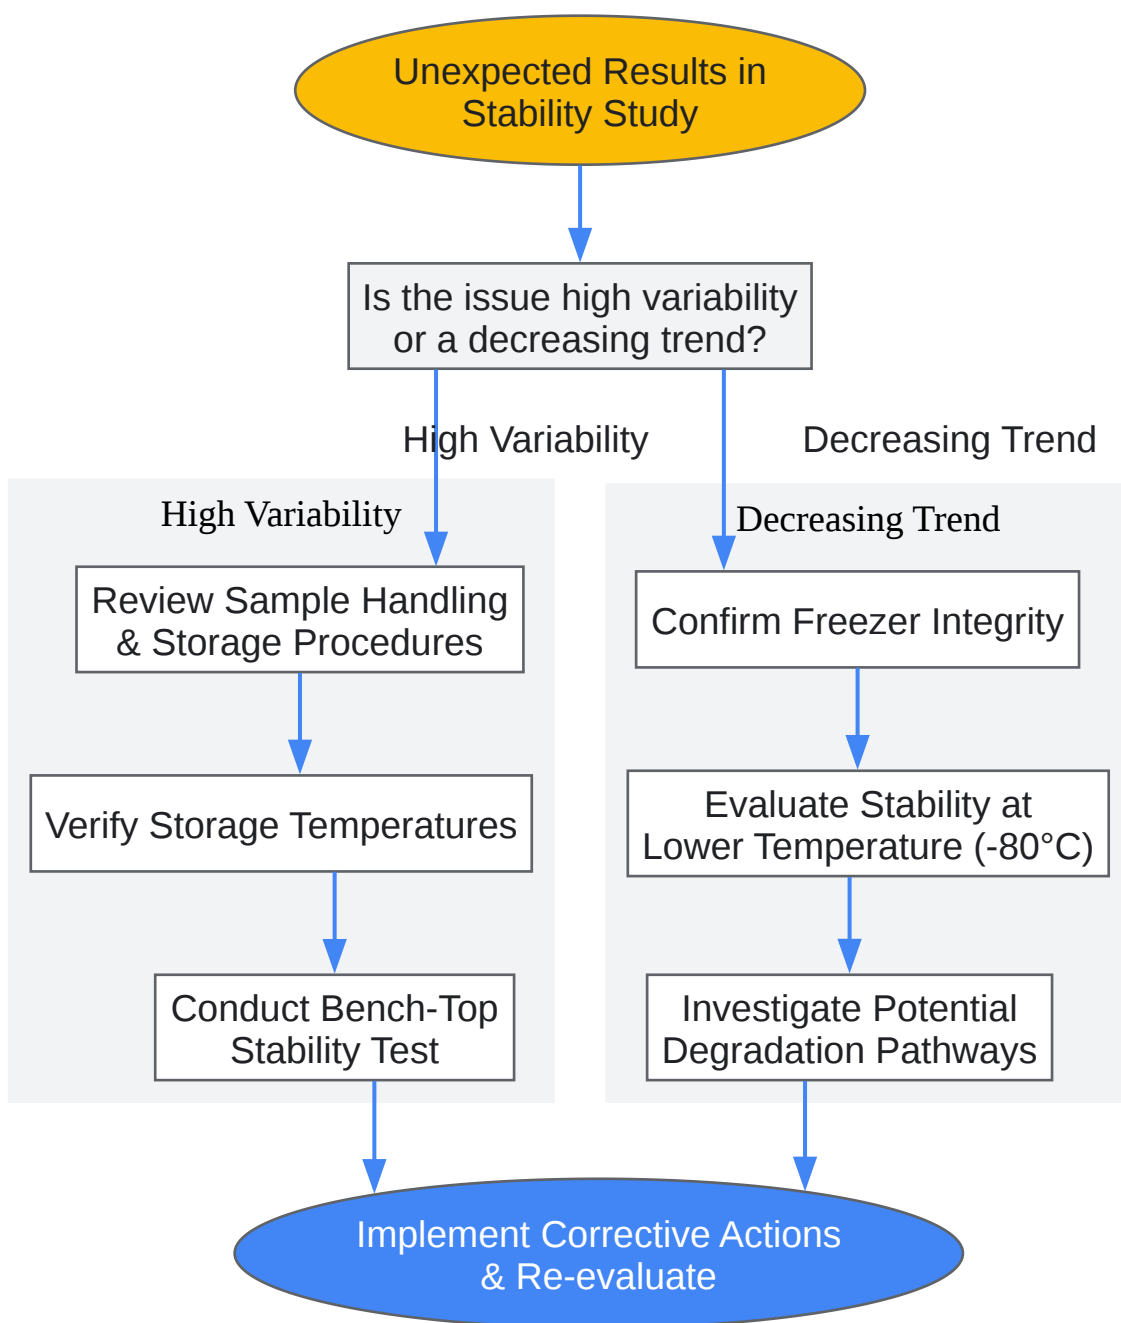 Unexpected Results in
Stability Study
Is the issue high variability
or a decreasing trend?
High Variability
Decreasing Trend
High Variability
Review Sample Handling
& Storage Procedures
Verify Storage Temperatures
Conduct Bench-Top
Stability Test
Decreasing Trend
Confirm Freezer Integrity
Evaluate Stability at
Lower Temperature (-80°C)
Investigate Potential
Degradation Pathways
Implement Corrective Actions
& Re-evaluate